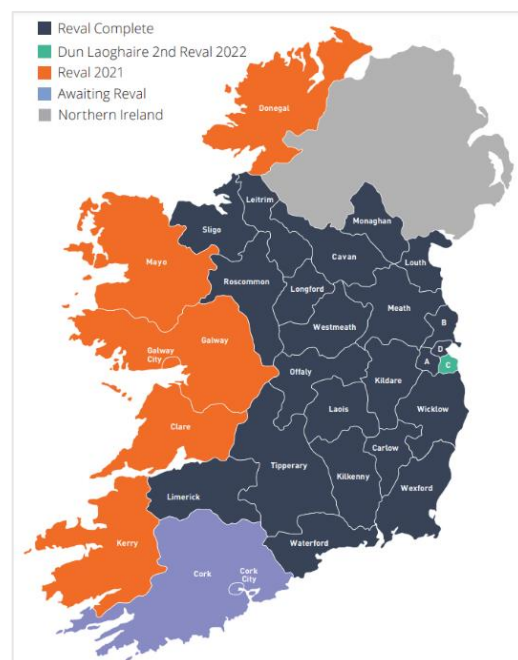 Reval Complete
Dun Laoghaire 2nd Reval 2022
Reval 2021
Awaiting Reval
Northern Ireland
Donegal
Leitrim
Monaghan
Sligo
Cavan
Louth
Mayo
Roscommon
Longford
Meath
Westmeath
B
Galway
City
Galway
D
A
C
Offaly
Kildare
Laois
Wicklow
Clare
Carlow
Tipperary
Kilkenny
Limerick
Wexford
Waterford
Kerry
Cork
Cork
City